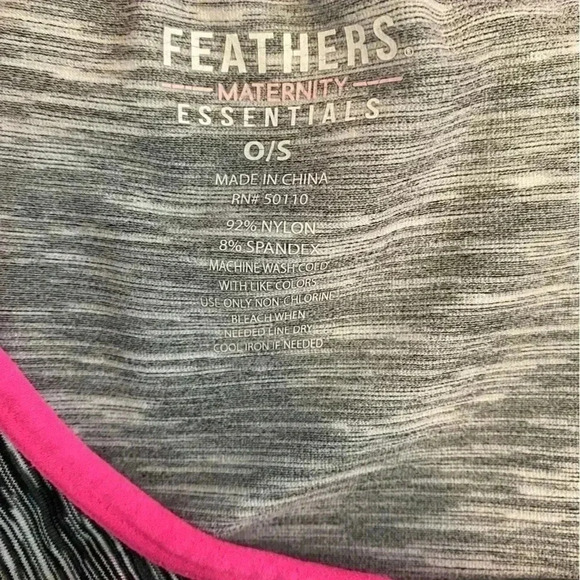 FEATHERS
MATERNITY
ESSENTIALS
O/S
MADE IN CHINA
RN# 50110
92% NYLON
8% SPANDEX
MACHINE WASH COLD
WITH LIKE COLORS
USE ONLY NON-CHLORINE
BLEACH WHEN
NEEDED LINE DRY
COOL IRON IF NEEDED